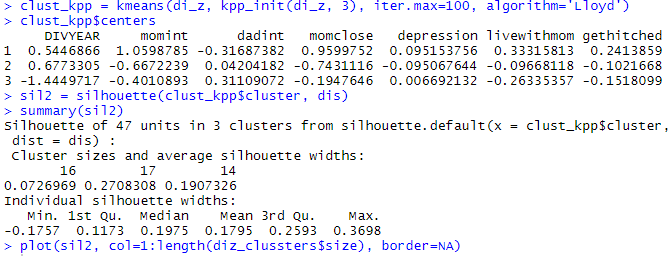 > clust_kpp = kmeans(di_z, kpp_init(di_z, 3), iter.max=100, algorithm='Lloyd')
> clust_kpp$centers
DIVYEAR momint dadint momclose depression livewithmom gethitched
1 0.5446866 1.0598785 -0.31687382 0.9599752 0.095153756 0.33315813 0.2413859
2 0.6773305 -0.6672239 0.04204182 -0.7431116 -0.095067644 -0.09668118 -0.1021668
3 -1.4449717 -0.4010893 0.31109072 -0.1947646 0.006692132 -0.26335357 -0.1518099
> sil2 = silhouette(clust_kpp$cluster, dis)
> summary(sil2)
Silhouette of 47 units in 3 clusters from silhouette.default(x = clust_kpp$cluster,
dist = dis) :
Cluster sizes and average silhouette widths:
16 17 14
0.0726969 0.2708308 0.1907326
Individual silhouette widths:
Min. 1st Qu. Median Mean 3rd Qu. Max.
-0.1757 0.1173 0.1975 0.1795 0.2593 0.3698
> plot(sil2, col=1:length(diz_clussters$size), border=NA)